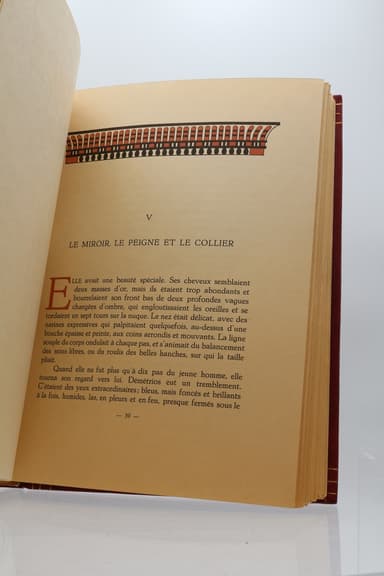 V
LE MIROIR, LE PEIGNE ET LE COLLIER
ELLE avait une beauté spéciale. Ses cheveux semblaient
deux masses d'or, mais ils étaient trop abondants et
bourrelaient son front bas de deux profondes vagues
chargées d'ombre, qui engloutissaient les oreilles et se
tordaient en sept tours sur la nuque. Le nez était délicat, avec des
narines expressives qui palpitaient quelquefois, au-dessus d'une
bouche épaisse et peinte, aux coins arrondis et mouvants. La ligne
souple du corps ondulait à chaque pas, et s'animait du balancement
des seins libres, ou du roulis des belles hanches, sur qui la taille
pliait.
Quand elle ne fut plus qu'à dix pas du jeune homme, elle
tourna son regard vers lui. Démétrios eut un tremblement.
C'étaient des yeux extraordinaires; bleus, mais foncés et brillants
à la fois, humides, las, en pleurs et en feu, presque fermés sous le
— 39 —